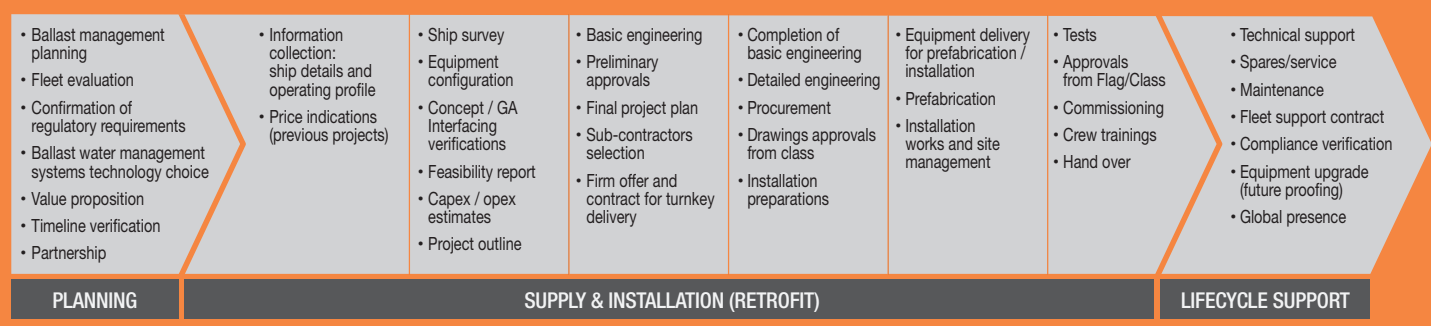 • Ballast management
planning
• Fleet evaluation
• Confirmation of
regulatory requirements
• Ballast water management
systems technology choice
• Value proposition
• Timeline verification
• Partnership
• Information
collection:
ship details and
operating profile
• Price indications
(previous projects)
• Ship survey
• Equipment
configuration
• Concept / GA
Interfacing
verifications
• Feasibility report
• Capex / opex
estimates
• Project outline
• Basic engineering
• Preliminary
approvals
• Final project plan
• Sub-contractors
selection
• Firm offer and
contract for turnkey
delivery
• Completion of
basic engineering
• Detailed engineering
• Procurement
• Drawings approvals
from class
• Installation
preparations
• Equipment delivery
for prefabrication /
installation
• Prefabrication
• Installation
works and site
management
• Tests
• Approvals
from Flag/Class
• Commissioning
• Crew trainings
• Hand over
• Technical support
• Spares/service
• Maintenance
• Fleet support contract
• Compliance verification
• Equipment upgrade
(future proofing)
• Global presence
PLANNING
SUPPLY & INSTALLATION (RETROFIT)
LIFECYCLE SUPPORT